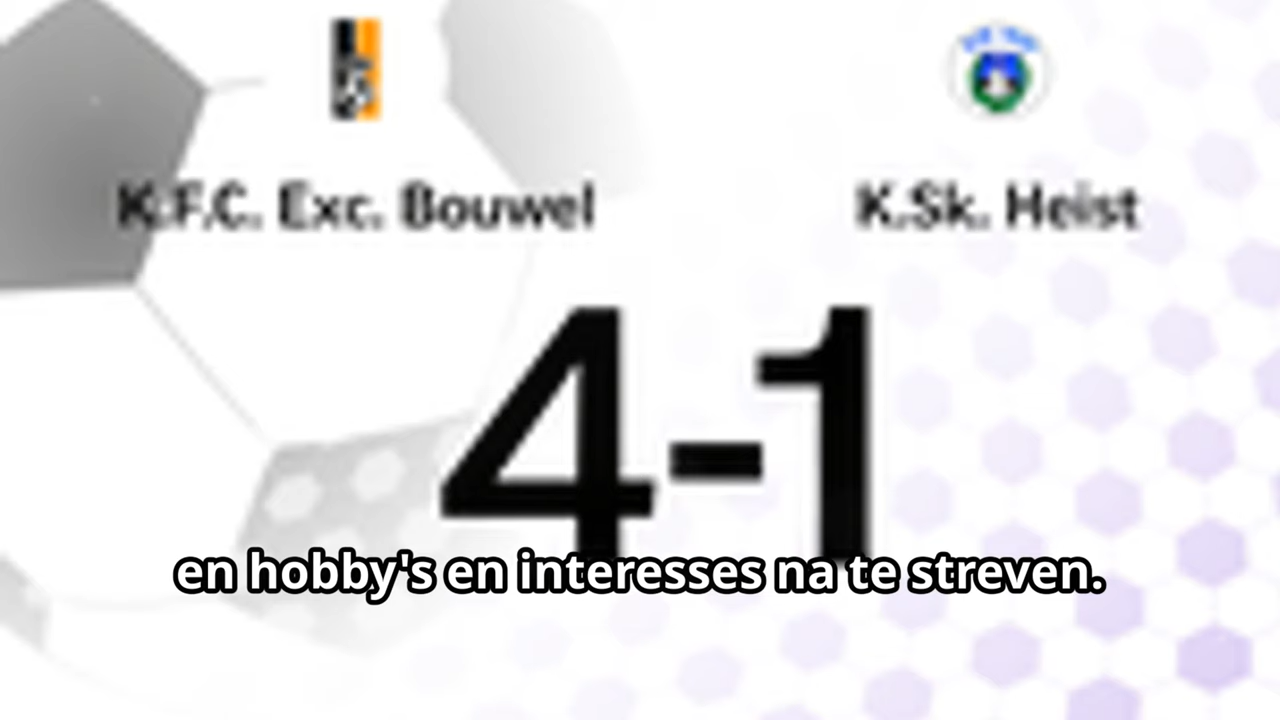 K.F.C. Exc. Bouwel
K.Sk. Heist
4-1
en hobby's en interesses na te streven.